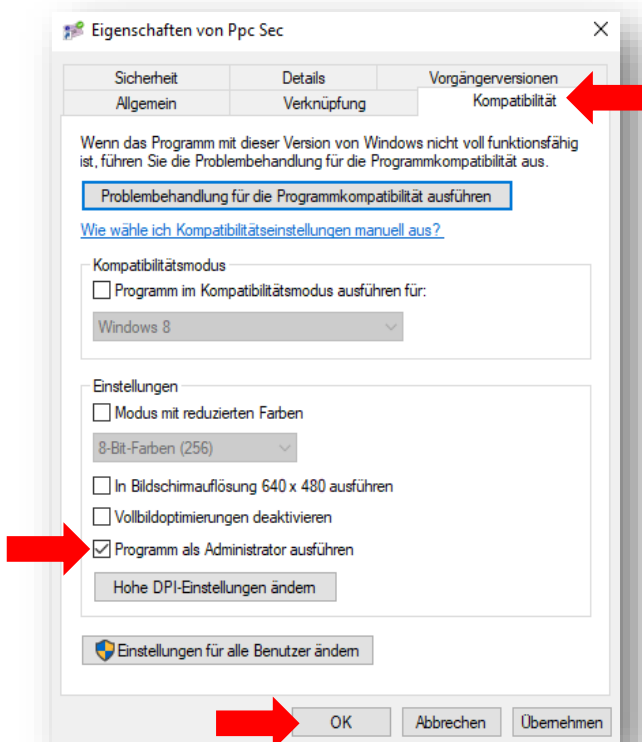 Eigenschaften von Ppc Sec
Sicherheit Details Vorgängerversionen
Allgemein Verknüpfung Kompatibilität
Wenn das Programm mit dieser Version von Windows nicht voll funktionsfähig
ist, führen Sie die Problembehandlung für die Programmkompatibilität aus.
Problembehandlung für die Programmkompatibilität ausführen
Wie wähle ich Kompatibilitätseinstellungen manuell aus?
Kompatibilitätsmodus
Programm im Kompatibilitätsmodus ausführen für:
Windows 8
Einstellungen
Modus mit reduzierten Farben
8-Bit-Farben (256)
In Bildschirmauflösung 640 x 480 ausführen
Vollbildoptimierungen deaktivieren
Programm als Administrator ausführen
Hohe DPI-Einstellungen ändern
Einstellungen für alle Benutzer ändern
OK Abbrechen Übernehmen